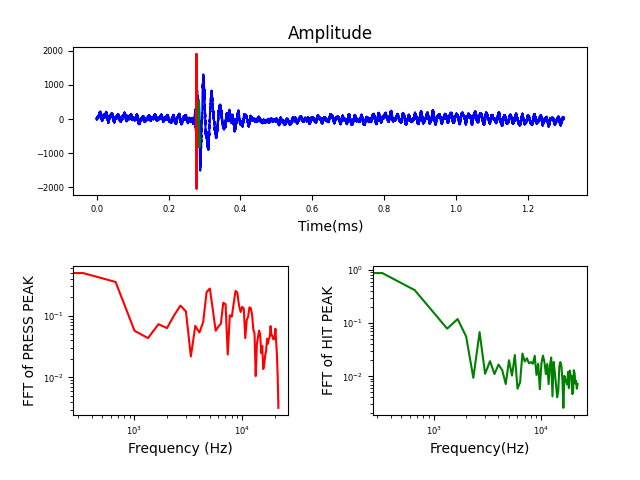 Amplitude
2000
1000
0
−1000
−2000
0.0 0.2 0.4 0.6 0.8 1.0 1.2
Time(ms)
FFT of PRESS PEAK
10⁻¹
10⁻²
10³ 10⁴
Frequency (Hz)
FFT of HIT PEAK
10⁰
10⁻¹
10⁻²
10³ 10⁴
Frequency(Hz)